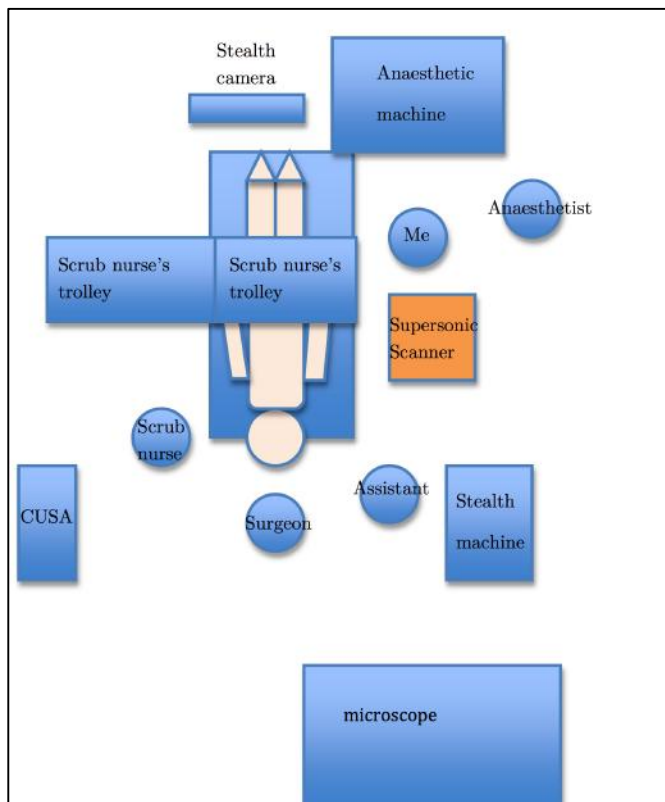 Stealth
camera
Anaesthetic
machine
Anaesthetist
Me
Scrub nurse's
trolley
Scrub nurse's
trolley
Supersonic
Scanner
Scrub
nurse
CUSA
Surgeon
Assistant
Stealth
machine
microscope